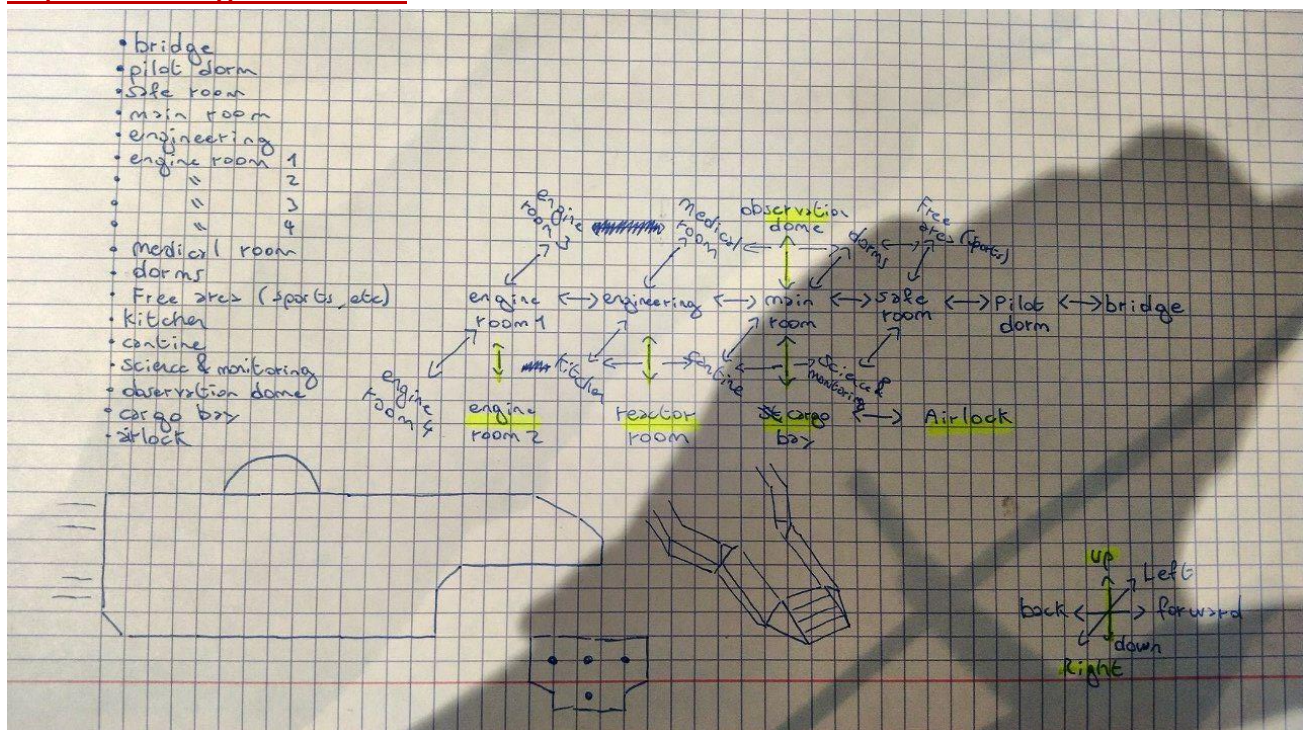 • bridge
• pilot dorm
• safe room
• main room
• engineering
• engine room 1
• " 2
• " 3
• " 4
• medical room
• dorms
• Free area (sports, etc)
• kitchen
• cantine
• science & monitoring
• observation dome
• cargo bay
• airlock
engine room 3
Medical room
observation dome
dorms
Free area (sports)
engine room 1
engineering
main room
safe room
Pilot dorm
bridge
engine room 4
kitchen
cantine
Science & monitoring
engine room 2
reactor room
cargo bay
Airlock
up
Left
back
forward
down
Right